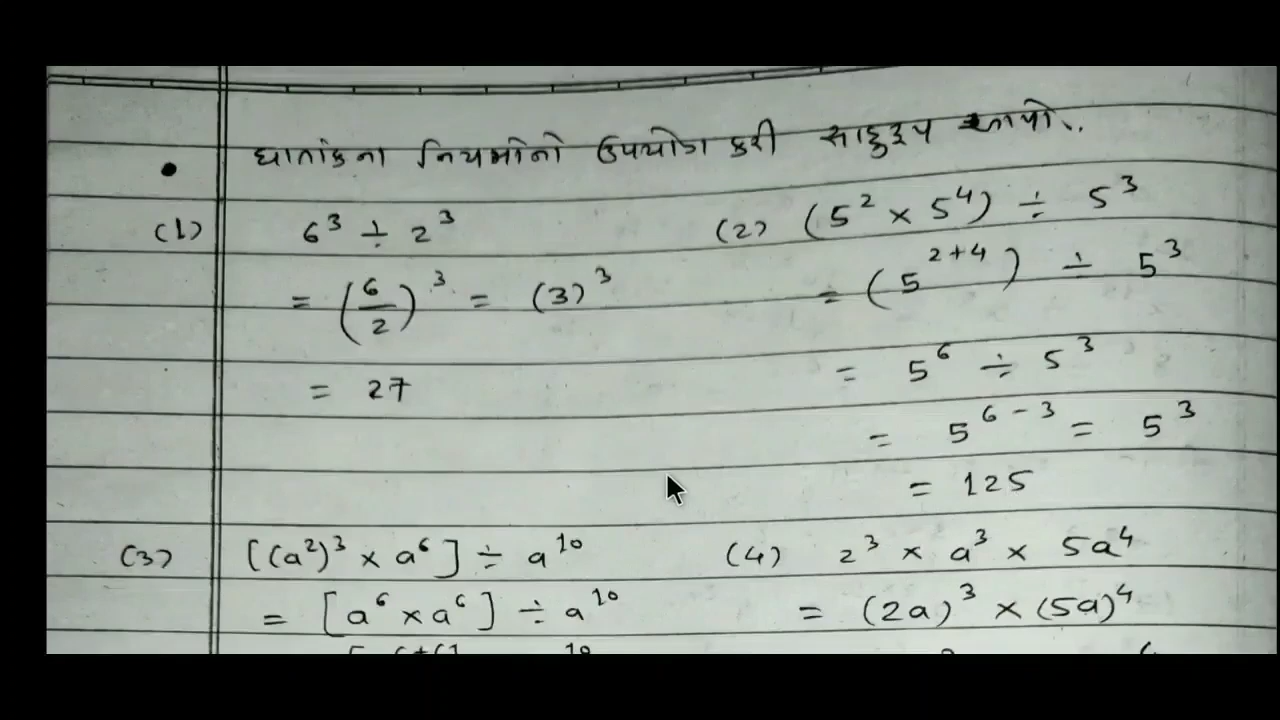 • ઘાતાંકના નિયમોનો ઉપયોગ કરી સાદુરૂપ આપો..
(1) 6³ ÷ 2³
= (6/2)³ = (3)³
= 27
(2) (5² × 5⁴) ÷ 5³
= (5²⁺⁴) ÷ 5³
= 5⁶ ÷ 5³
= 5⁶⁻³ = 5³
= 125
(3) [(a²)³ × a⁶] ÷ a¹⁰
= [a⁶ × a⁶] ÷ a¹⁰
(4) 2³ × a³ × 5a⁴
= (2a)³ × (5a)⁴